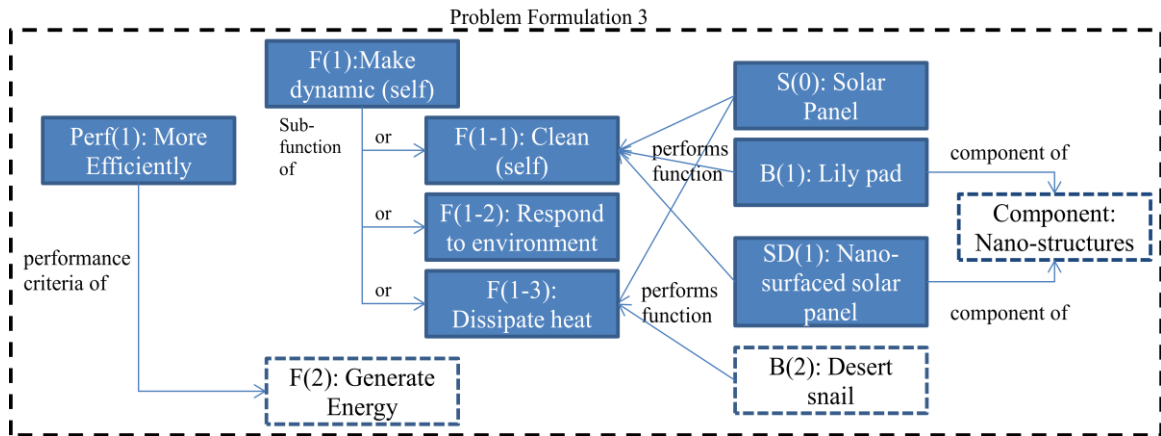 Problem Formulation 3
F(1):Make
dynamic (self)
S(0): Solar
Panel
Perf(1): More
Efficiently
Sub-
function
of
or
F(1-1): Clean
(self)
performs
function
B(1): Lily pad
component of
or
F(1-2): Respond
to environment
Component:
Nano-structures
performance
criteria of
or
F(1-3):
Dissipate heat
performs
function
SD(1): Nano-
surfaced solar
panel
component of
F(2): Generate
Energy
B(2): Desert
snail